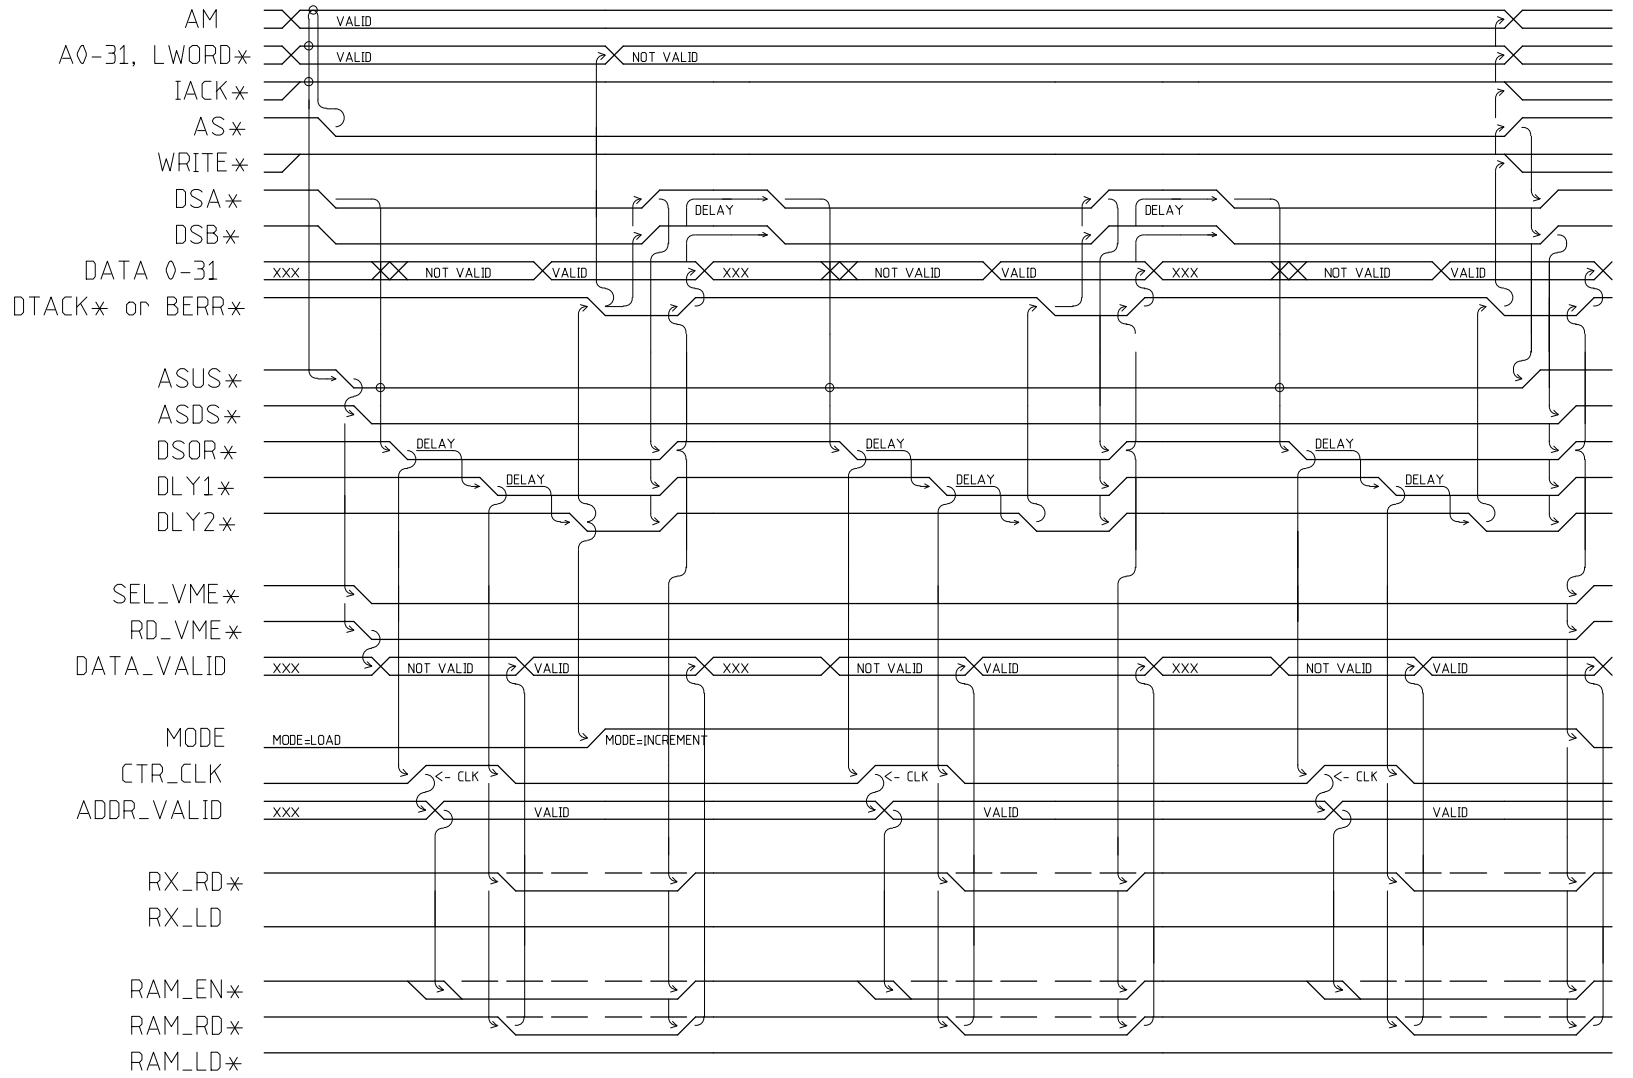 AM VALID
A0-31, LWORD* VALID NOT VALID
IACK*
AS*
WRITE*
DSA* DELAY DELAY
DSB*
DATA 0-31 XXX NOT VALID VALID XXX NOT VALID VALID XXX NOT VALID VALID
DTACK* or BERR*
ASUS*
ASDS*
DSOR* DELAY DELAY DELAY
DLY1* DELAY DELAY DELAY
DLY2*
SEL_VME*
RD_VME*
DATA_VALID XXX NOT VALID VALID XXX NOT VALID VALID XXX NOT VALID VALID
MODE MODE=LOAD MODE=INCREMENT
CTR_CLK <- CLK <- CLK <- CLK
ADDR_VALID XXX VALID VALID VALID
RX_RD*
RX_LD
RAM_EN*
RAM_RD*
RAM_LD*